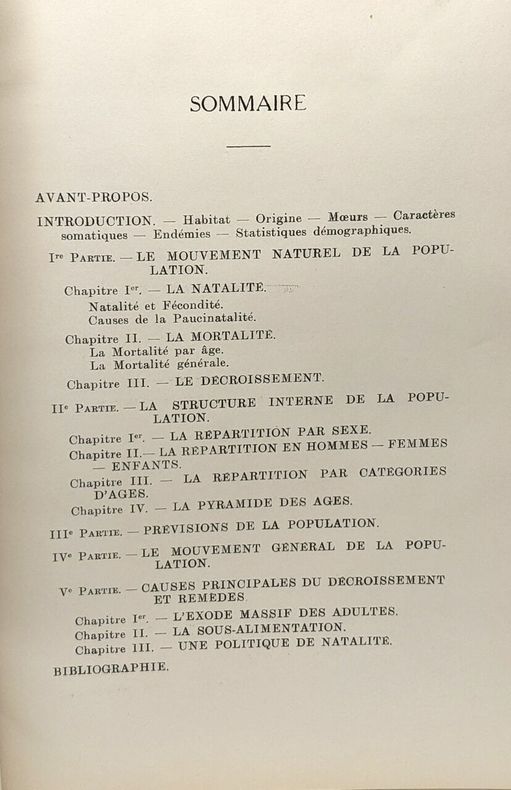 SOMMAIRE
AVANT-PROPOS.
INTRODUCTION. — Habitat — Origine — Mœurs — Caractères
somatiques — Endémies — Statistiques démographiques.
Ire PARTIE. — LE MOUVEMENT NATUREL DE LA POPU-
LATION.
Chapitre Ier. — LA NATALITÉ.
Natalité et Fécondité.
Causes de la Paucinatalité.
Chapitre II. — LA MORTALITÉ.
La Mortalité par âge.
La Mortalité générale.
Chapitre III. — LE DÉCROISSEMENT.
IIe PARTIE. — LA STRUCTURE INTERNE DE LA POPU-
LATION.
Chapitre Ier. — LA RÉPARTITION PAR SEXE.
Chapitre II. — LA RÉPARTITION EN HOMMES — FEMMES
— ENFANTS.
Chapitre III. — LA RÉPARTITION PAR CATÉGORIES
D'AGES.
Chapitre IV. — LA PYRAMIDE DES AGES.
IIIe PARTIE. — PRÉVISIONS DE LA POPULATION.
IVe PARTIE. — LE MOUVEMENT GÉNÉRAL DE LA POPU-
LATION.
Ve PARTIE. — CAUSES PRINCIPALES DU DÉCROISSEMENT
ET REMÈDES
Chapitre Ier. — L'EXODE MASSIF DES ADULTES.
Chapitre II. — LA SOUS-ALIMENTATION.
Chapitre III. — UNE POLITIQUE DE NATALITÉ.
BIBLIOGRAPHIE.